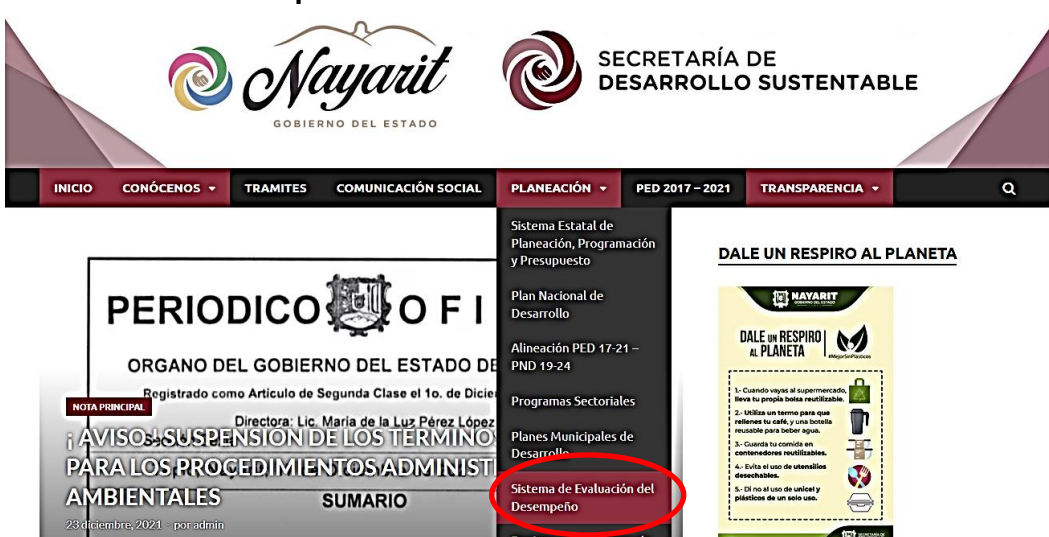 Nayarit
GOBIERNO DEL ESTADO
SECRETARÍA DE
DESARROLLO SUSTENTABLE
INICIO CONÓCENOS TRAMITES COMUNICACIÓN SOCIAL PLANEACIÓN PED 2017 – 2021 TRANSPARENCIA
Sistema Estatal de
Planeación, Programación
y Presupuesto
Plan Nacional de
Desarrollo
Alineación PED 17-21 –
PND 19-24
Programas Sectoriales
Planes Municipales de
Desarrollo
Sistema de Evaluación del
Desempeño
PERIODICO OFI
ORGANO DEL GOBIERNO DEL ESTADO DE
Registrado como Articulo de Segunda Clase el 1o. de Dicie
Directora: Lic. María de la Luz Pérez López
NOTA PRINCIPAL
¡ AVISO ! SUSPENSIÓN DE LOS TÉRMINO
PARA LOS PROCEDIMIENTOS ADMINIST
AMBIENTALES
SUMARIO
23 diciembre, 2021 - por admin
DALE UN RESPIRO AL PLANETA
NAYARIT
DALE UN RESPIRO
AL PLANETA
#MejorSinPlásticos
1.- Cuando vayas al supermercado,
lleva tu propia bolsa reutilizable.
2.- Utiliza un termo para que
rellenes tu café, y una botella
reusable para beber agua.
3.- Guarda tu comida en
contenedores reutilizables.
4.- Evita el uso de utensilios
desechables.
5.- Di no al uso de unicel y
plásticos de un solo uso.